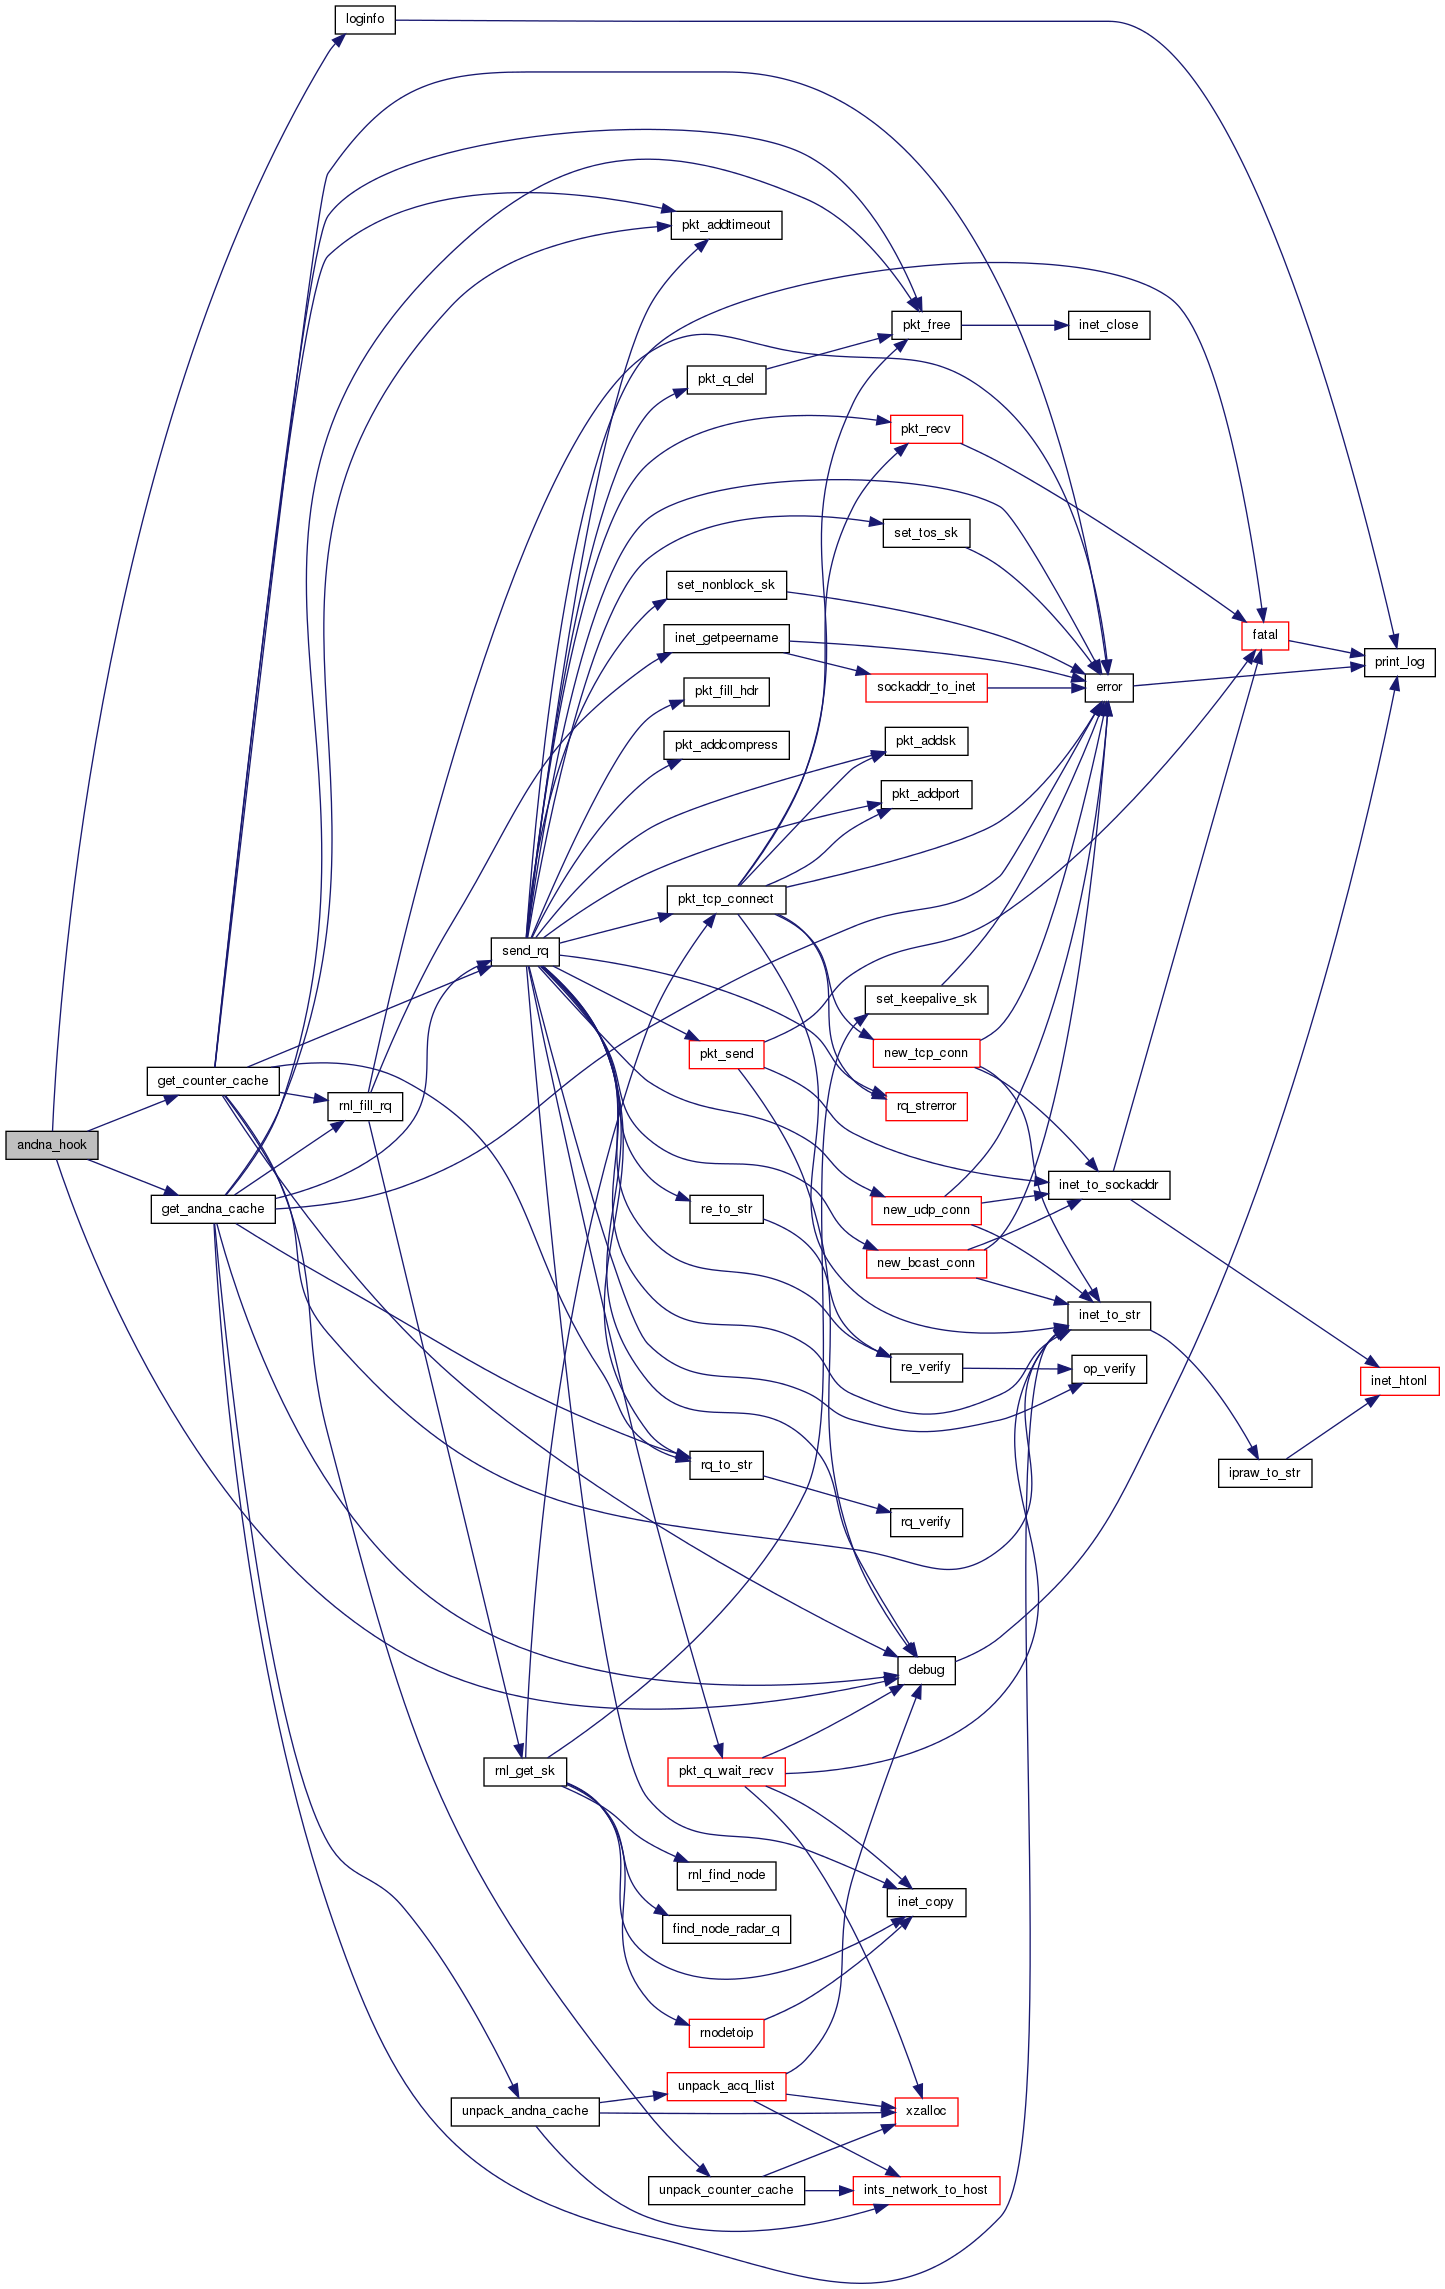 loginfo
pkt_addtimeout
pkt_free
inet_close
pkt_q_del
pkt_recv
set_tos_sk
set_nonblock_sk
inet_getpeername
fatal
print_log
pkt_fill_hdr
sockaddr_to_inet
error
pkt_addcompress
pkt_addsk
pkt_addport
pkt_tcp_connect
send_rq
set_keepalive_sk
pkt_send
new_tcp_conn
get_counter_cache
rnl_fill_rq
rq_strerror
andna_hook
inet_to_sockaddr
get_andna_cache
re_to_str
new_udp_conn
new_bcast_conn
inet_to_str
re_verify
op_verify
inet_htonl
rq_to_str
ipraw_to_str
rq_verify
debug
rnl_get_sk
pkt_q_wait_recv
rnl_find_node
inet_copy
find_node_radar_q
rnodetoip
unpack_acq_llist
unpack_andna_cache
xzalloc
unpack_counter_cache
ints_network_to_host